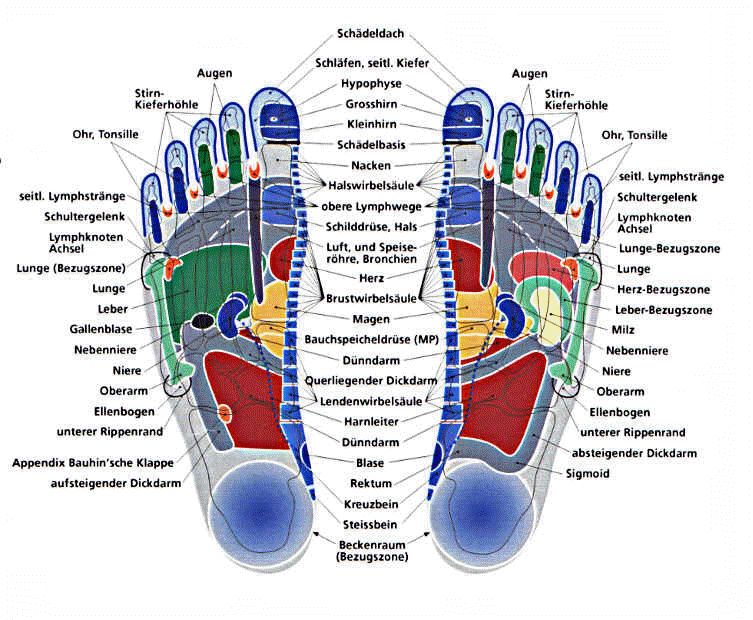 Schädeldach
Schläfen, seitl. Kiefer
Hypophyse
Grosshirn
Kleinhirn
Schädelbasis
Nacken
Halswirbelsäule
obere Lymphwege
Schilddrüse, Hals
Luft, und Speise-
röhre, Bronchien
Herz
Brustwirbelsäule
Magen
Bauchspeicheldrüse (MP)
Dünndarm
Querliegender Dickdarm
Lendenwirbelsäule
Harnleiter
Dünndarm
Blase
Rektum
Kreuzbein
Steissbein
Beckenraum
(Bezugszone)
Augen
Stirn-
Kieferhöhle
Ohr, Tonsille
seitl. Lymphstränge
Schultergelenk
Lymphknoten
Achsel
Lunge (Bezugszone)
Lunge
Leber
Gallenblase
Nebenniere
Niere
Oberarm
Ellenbogen
unterer Rippenrand
Appendix Bauhin'sche Klappe
aufsteigender Dickdarm
Augen
Stirn-
Kieferhöhle
Ohr, Tonsille
seitl. Lymphstränge
Schultergelenk
Lymphknoten
Achsel
Lunge-Bezugszone
Lunge
Herz-Bezugszone
Leber-Bezugszone
Milz
Nebenniere
Niere
Oberarm
Ellenbogen
unterer Rippenrand
absteigender Dickdarm
Sigmoid